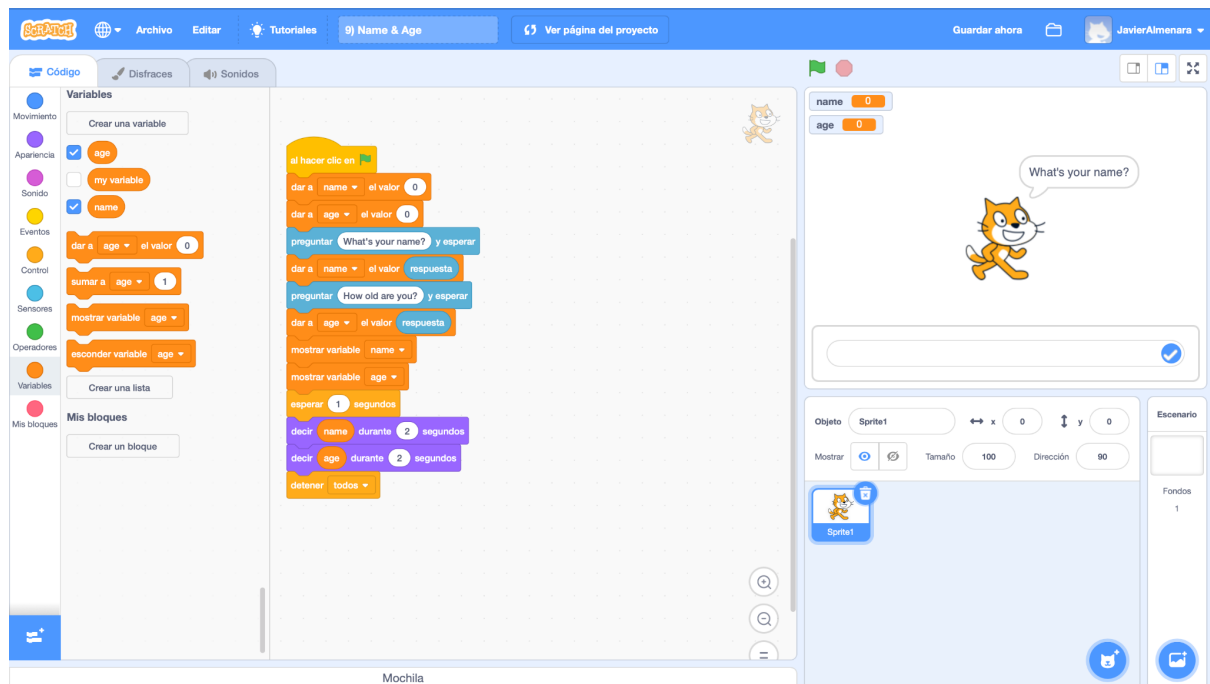 SCRATCH
Archivo
Editar
Tutoriales
9) Name & Age
Ver página del proyecto
Guardar ahora
JavierAlmenara
Código
Disfraces
Sonidos
Movimiento
Apariencia
Sonido
Eventos
Control
Sensores
Operadores
Variables
Mis bloques
Variables
Crear una variable
age
my variable
name
dar a age el valor 0
sumar a age 1
mostrar variable age
esconder variable age
Crear una lista
Mis bloques
Crear un bloque
al hacer clic en
dar a name el valor 0
dar a age el valor 0
preguntar What's your name? y esperar
dar a name el valor respuesta
preguntar How old are you? y esperar
dar a age el valor respuesta
mostrar variable name
mostrar variable age
esperar 1 segundos
decir name durante 2 segundos
decir age durante 2 segundos
detener todos
name 0
age 0
What's your name?
Objeto Sprite1 x 0 y 0
Mostrar Tamaño 100 Dirección 90
Sprite1
Escenario
Fondos
1
Mochila